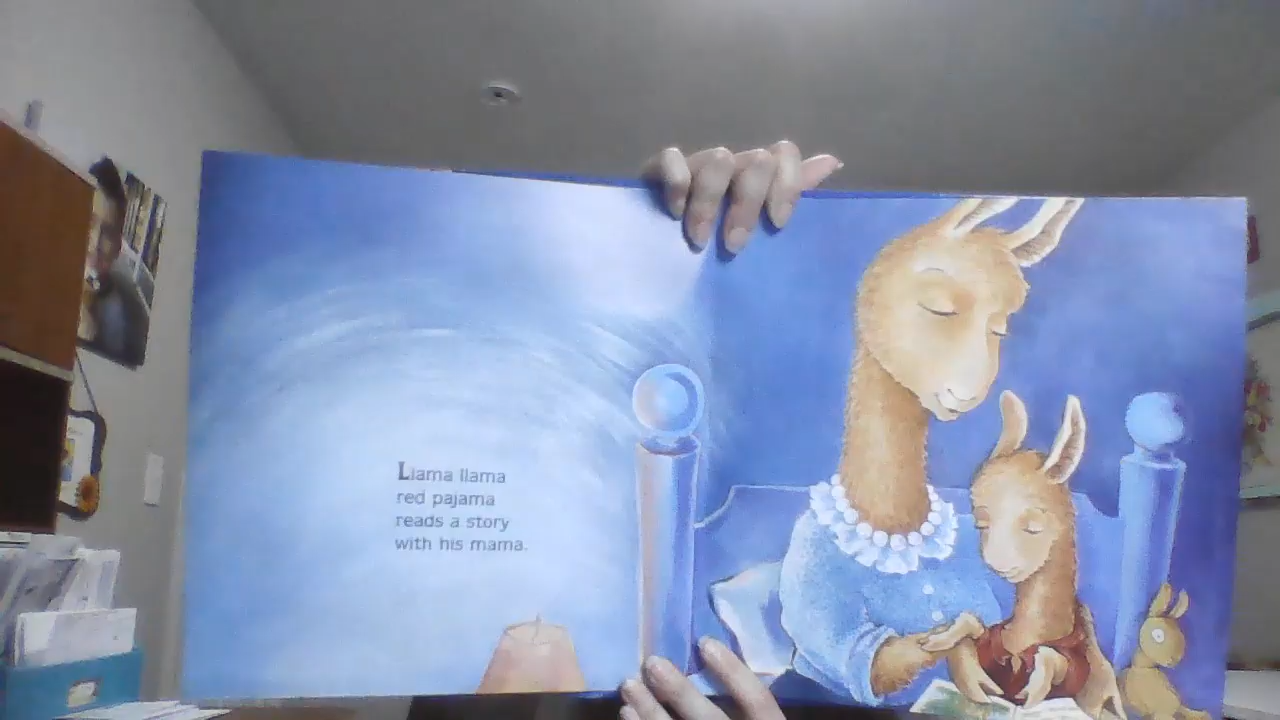 Llama llama
red pajama
reads a story
with his mama.